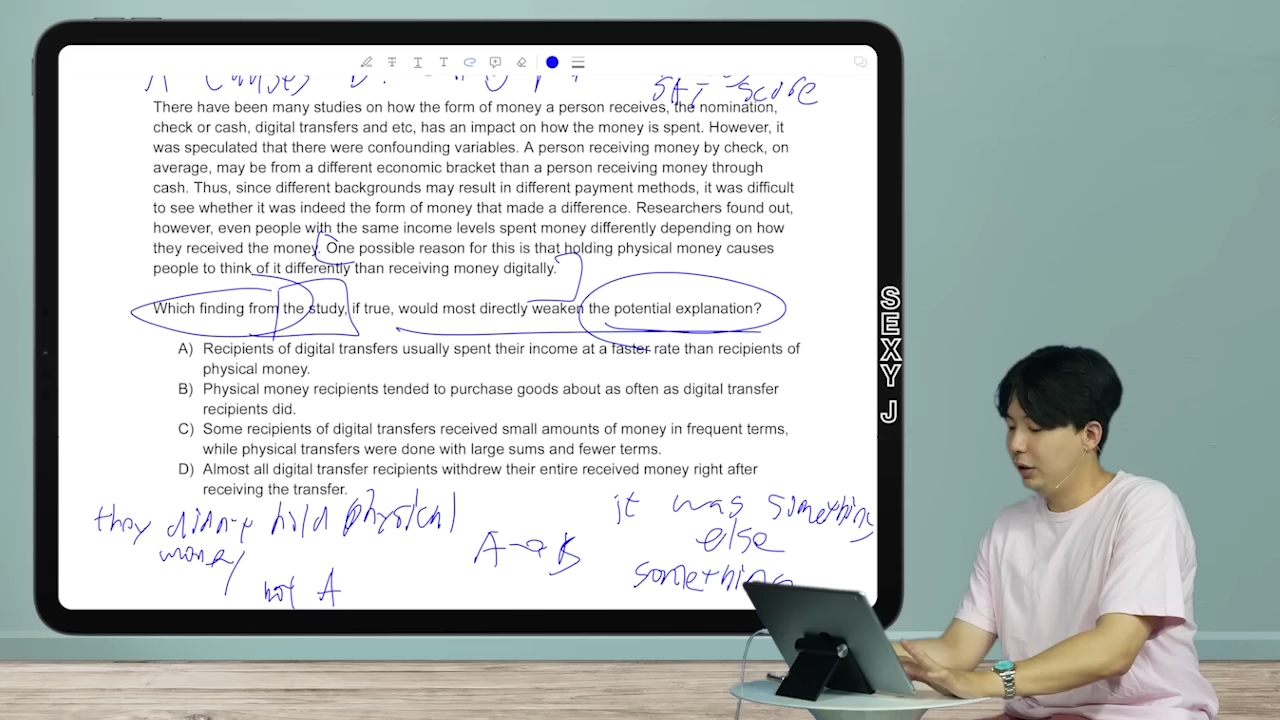 A causes B.
SAT score
There have been many studies on how the form of money a person receives, the nomination,
check or cash, digital transfers and etc, has an impact on how the money is spent. However, it
was speculated that there were confounding variables. A person receiving money by check, on
average, may be from a different economic bracket than a person receiving money through
cash. Thus, since different backgrounds may result in different payment methods, it was difficult
to see whether it was indeed the form of money that made a difference. Researchers found out,
however, even people with the same income levels spent money differently depending on how
they received the money. One possible reason for this is that holding physical money causes
people to think of it differently than receiving money digitally.
Which finding from the study, if true, would most directly weaken the potential explanation?
A) Recipients of digital transfers usually spent their income at a faster rate than recipients of
physical money.
B) Physical money recipients tended to purchase goods about as often as digital transfer
recipients did.
C) Some recipients of digital transfers received small amounts of money in frequent terms,
while physical transfers were done with large sums and fewer terms.
D) Almost all digital transfer recipients withdrew their entire received money right after
receiving the transfer.
they didn't hold physical
money
not A
A → B
it was something
else
something
SEXY J